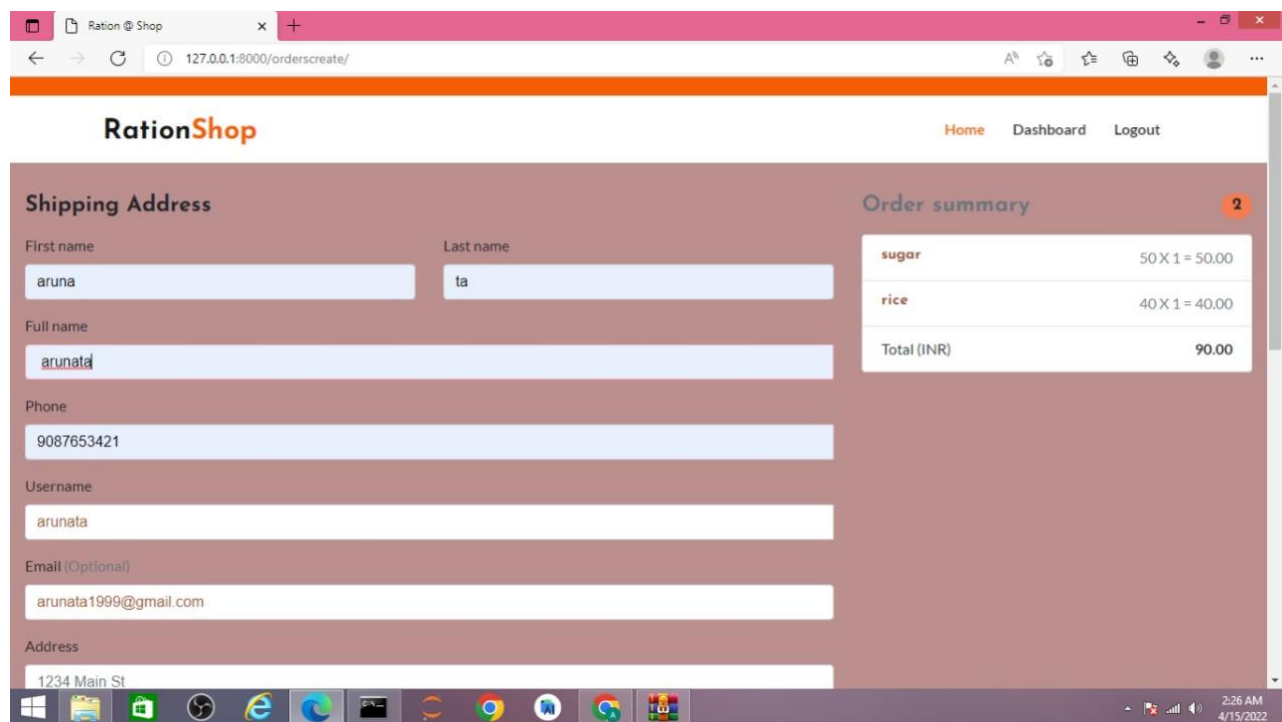 Ration @ Shop
127.0.0.1:8000/orderscreate/
RationShop
Home Dashboard Logout
Shipping Address
First name Last name
aruna ta
Full name
arunata
Phone
9087653421
Username
arunata
Email (Optional)
arunata1999@gmail.com
Address
1234 Main St
Order summary 2
sugar 50 X 1 = 50.00
rice 40 X 1 = 40.00
Total (INR) 90.00
2:26 AM
4/15/2022